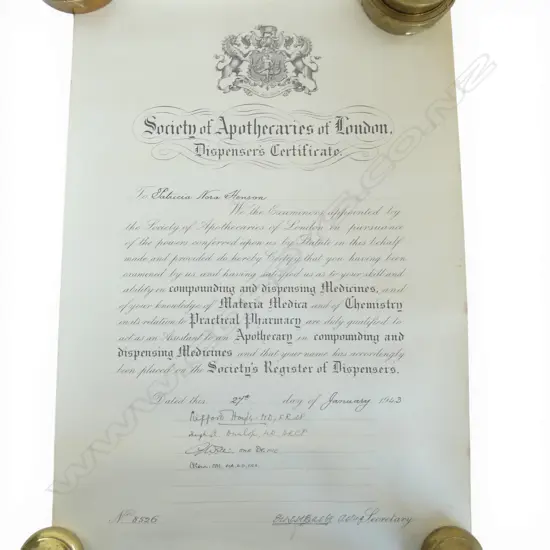 Society of Apothecaries of London.
Dispenser's Certificate.
To Patricia Nora Hanson
We the Examiners appointed by
the Society of Apothecaries of London in pursuance
of the powers conferred upon us by Statute in this behalf
made and provided do hereby Certify that you having been
examined by us, and having satisfied us as to your skill and
ability in compounding and dispensing Medicines, and
of your knowledge of Materia Medica and of Chemistry
in its relation to Practical Pharmacy are duly qualified to
act as an Assistant to an Apothecary in compounding and
dispensing Medicines and that your name has accordingly
been placed on the Society's Register of Dispensers.
Dated this 27th day of January 1943
M.D.
Dunlop
No 8526
Secretary